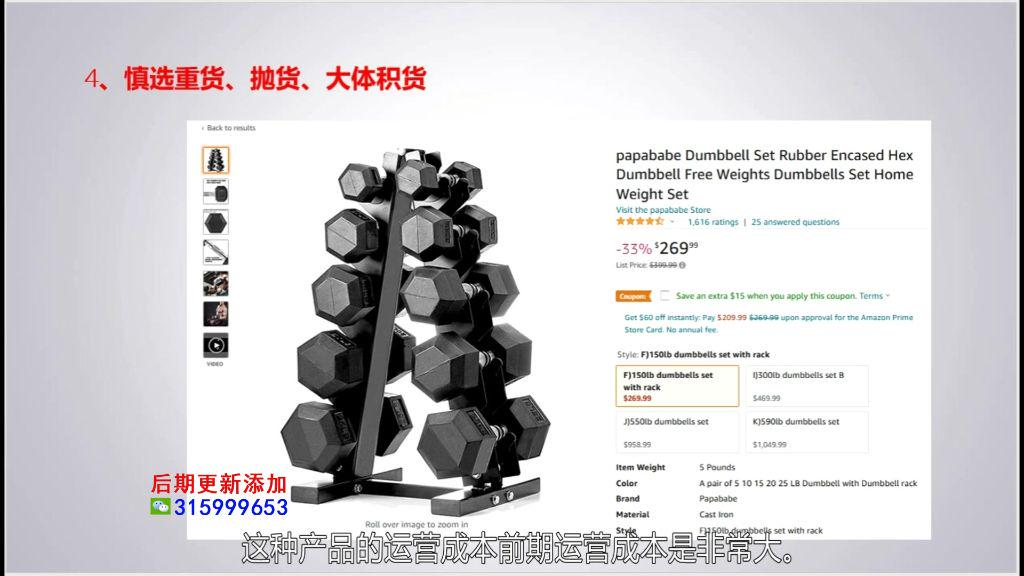 4、慎选重货、抛货、大体积货
‹ Back to results
papababe Dumbbell Set Rubber Encased Hex
Dumbbell Free Weights Dumbbells Set Home
Weight Set
Visit the papababe Store
1,616 ratings | 25 answered questions
-33% $269.99
List Price: $399.99
Coupon: Save an extra $15 when you apply this coupon. Terms
Get $60 off instantly: Pay $209.99 $269.99 upon approval for the Amazon Prime
Store Card. No annual fee.
Style: F)150lb dumbbells set with rack
F)150lb dumbbells set
with rack
$269.99
I)300lb dumbbells set B
$469.99
J)550lb dumbbells set
$958.99
K)590lb dumbbells set
$1,049.99
Item Weight 5 Pounds
Color A pair of 5 10 15 20 25 LB Dumbbell with Dumbbell rack
Brand Papababe
Material Cast Iron
Style F)150lb dumbbells set with rack
VIDEO
Roll over image to zoom in
后期更新添加
315999653
这种产品的运营成本前期运营成本是非常大。